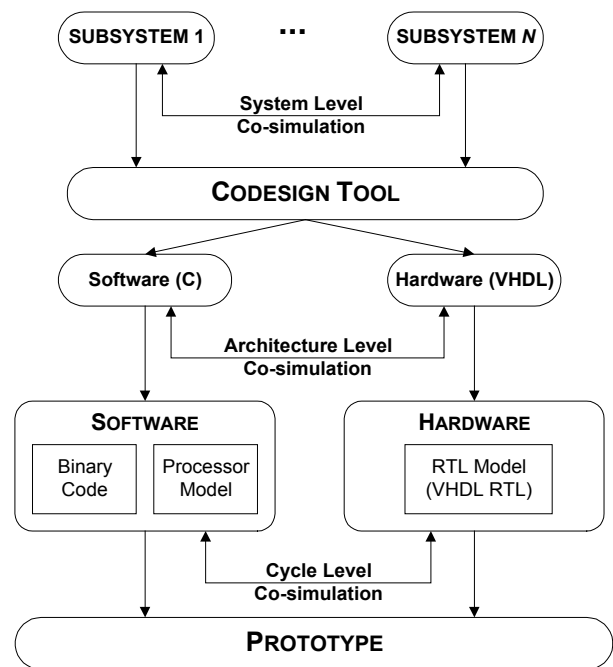 SUBSYSTEM 1
...
SUBSYSTEM N
System Level
Co-simulation
CODESIGN TOOL
Software (C)
Hardware (VHDL)
Architecture Level
Co-simulation
SOFTWARE
Binary
Code
Processor
Model
HARDWARE
RTL Model
(VHDL RTL)
Cycle Level
Co-simulation
PROTOTYPE